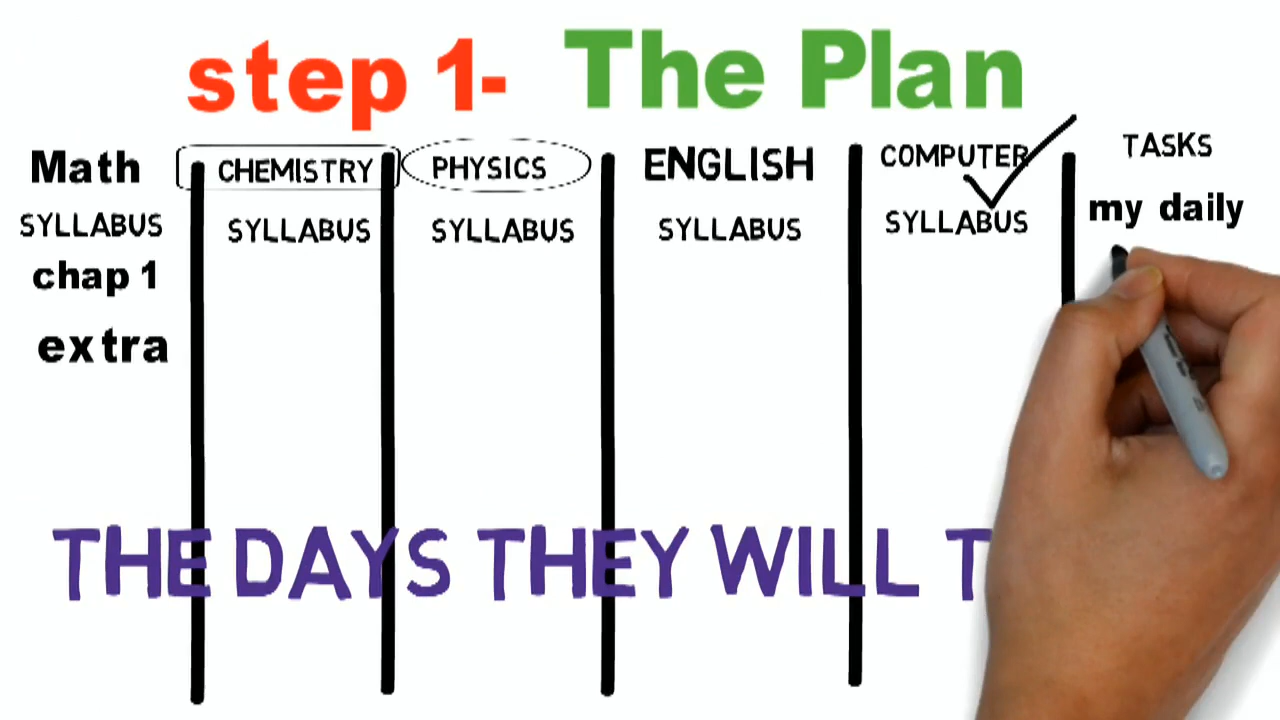 step 1- The Plan
Math CHEMISTRY PHYSICS ENGLISH COMPUTER TASKS
SYLLABUS SYLLABUS SYLLABUS SYLLABUS SYLLABUS my daily
chap 1
extra
THE DAYS THEY WILL T